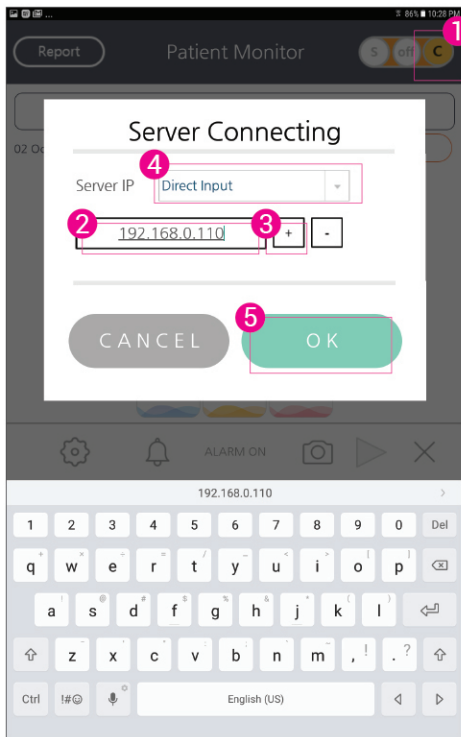 ... 86% 10:28 PM
1
Report Patient Monitor S off C
02 Oc
Server Connecting
4
Server IP Direct Input
2 3
192.168.0.110 + -
5
CANCEL OK
ALARM ON
192.168.0.110 >
1 2 3 4 5 6 7 8 9 0 Del
q + w × e ÷ r = t / y _ u < i > o [ p ]
a ! s @ d # f $ g % h & j * k ( l )
z - x ' c " v : b ; n , m ~ , ! . ?
Ctrl !#☺ English (US)